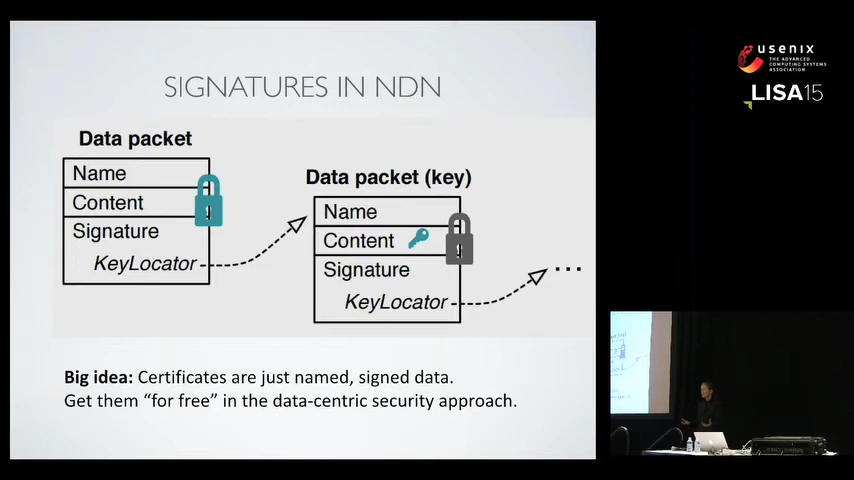 SIGNATURES IN NDN
Data packet
Name
Content
Signature
KeyLocator
Data packet (key)
Name
Content
Signature
KeyLocator
...
Big idea: Certificates are just named, signed data.
Get them “for free” in the data-centric security approach.
usenix
THE ADVANCED
COMPUTING SYSTEMS
ASSOCIATION
LISA15